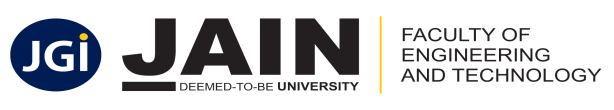 JGi
JAIN
DEEMED-TO-BE UNIVERSITY
FACULTY OF
ENGINEERING
AND TECHNOLOGY